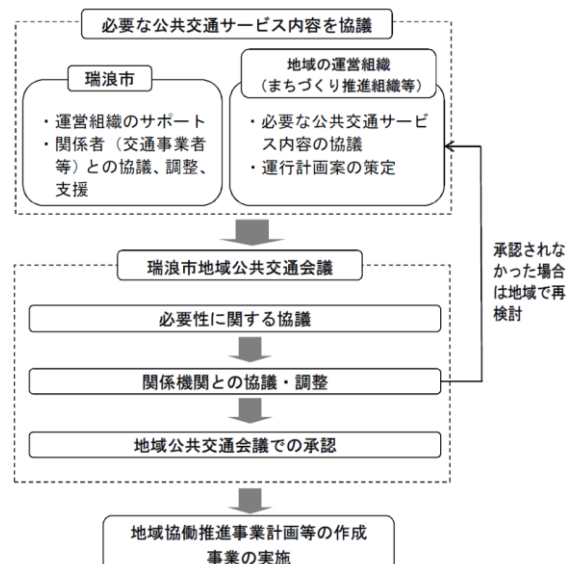 必要な公共交通サービス内容を協議
瑞浪市
・運営組織のサポート
・関係者（交通事業者
等）との協議、調整、
支援
地域の運営組織
（まちづくり推進組織等）
・必要な公共交通サービ
ス内容の協議
・運行計画案の策定
瑞浪市地域公共交通会議
必要性に関する協議
関係機関との協議・調整
地域公共交通会議での承認
承認されな
かった場合
は地域で再
検討
地域協働推進事業計画等の作成
事業の実施